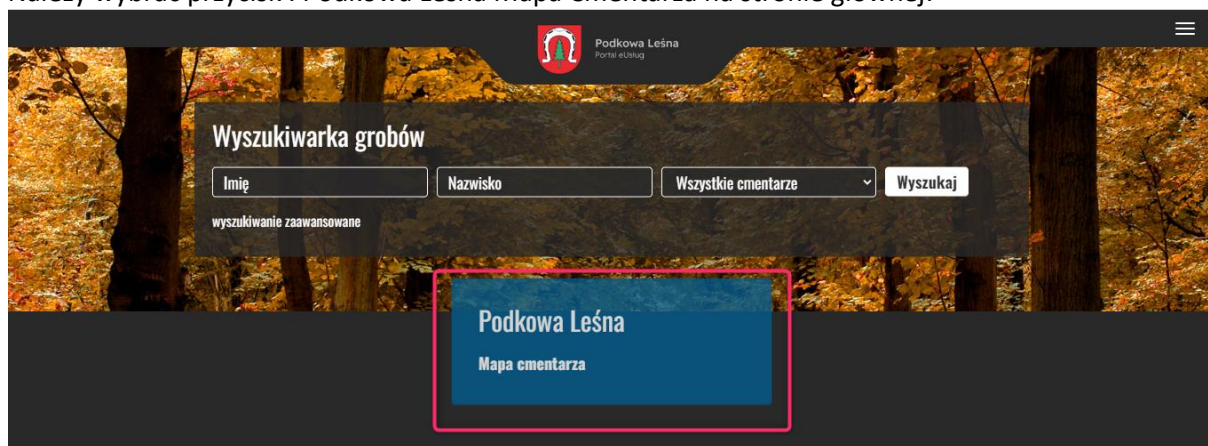 Należy wybrać przycisk Podkowa Leśna Mapa Cmentarza na stronie głównej.
Podkowa Leśna
Portal eUsług
Wyszukiwarka grobów
Imię
Nazwisko
Wszystkie cmentarze
Wyszukaj
wyszukiwanie zaawansowane
Podkowa Leśna
Mapa cmentarza